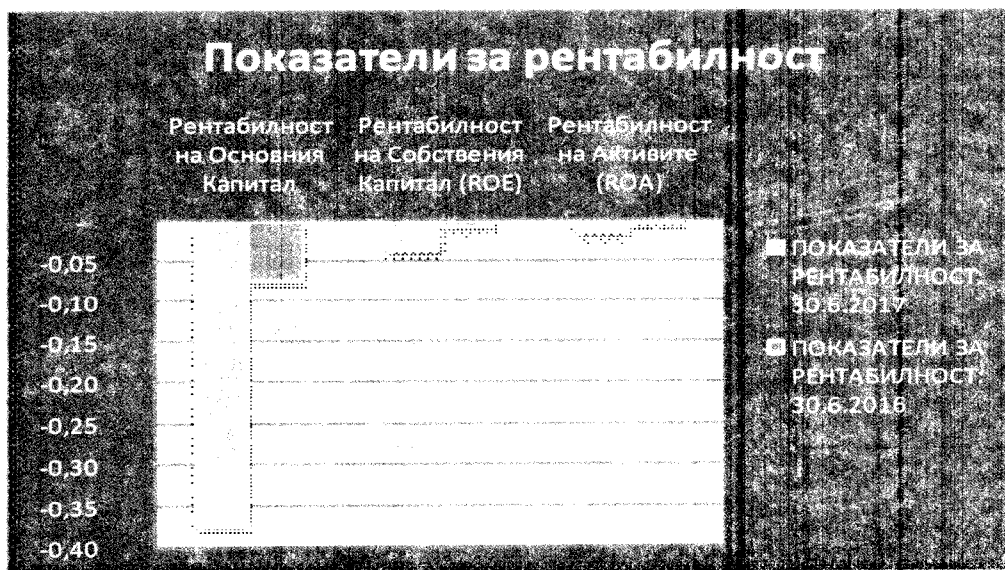 Показатели за рентабилност
Рентабилност
на Основния
Капитал
Рентабилност
на Собствения
Капитал (ROE)
Рентабилност
на Активите
(ROA)
-
-0,05
-0,10
-0,15
-0,20
-0,25
-0,30
-0,35
-0,40
ПОКАЗАТЕЛИ ЗА
РЕНТАБИЛНОСТ:
30.6.2017
ПОКАЗАТЕЛИ ЗА
РЕНТАБИЛНОСТ:
30.6.2016